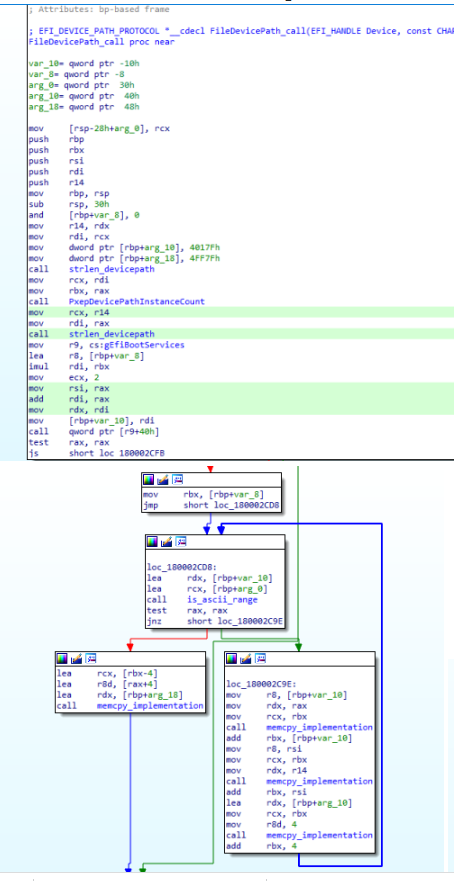 ; Attributes: bp-based frame
; EFI_DEVICE_PATH_PROTOCOL *__cdecl FileDevicePath_call(EFI_HANDLE Device, const CHAR
FileDevicePath_call proc near
var_10= qword ptr -10h
var_8= qword ptr -8
arg_0= qword ptr  30h
arg_10= qword ptr  40h
arg_18= qword ptr  48h
mov     [rsp-28h+arg_0], rcx
push    rbp
push    rbx
push    rsi
push    rdi
push    r14
mov     rbp, rsp
sub     rsp, 30h
and     [rbp+var_8], 0
mov     r14, rdx
mov     rdi, rcx
mov     dword ptr [rbp+arg_10], 4017Fh
mov     dword ptr [rbp+arg_18], 4FF7Fh
call    strlen_devicepath
mov     rcx, rdi
mov     rbx, rax
call    PxepDevicePathInstanceCount
mov     rcx, r14
mov     rdi, rax
call    strlen_devicepath
mov     r9, cs:gEfiBootServices
lea     r8, [rbp+var_8]
imul    rdi, rbx
mov     ecx, 2
mov     rsi, rax
add     rdi, rax
mov     rdx, rdi
mov     [rbp+var_10], rdi
call    qword ptr [r9+40h]
test    rax, rax
js      short loc_180002CFB
mov     rbx, [rbp+var_8]
jmp     short loc_180002CD8
loc_180002CD8:
lea     rdx, [rbp+var_10]
lea     rcx, [rbp+arg_0]
call    is_ascii_range
test    rax, rax
jnz     short loc_180002C9E
lea     rcx, [rbx-4]
lea     r8d, [rax+4]
lea     rdx, [rbp+arg_18]
call    memcpy_implementation
loc_180002C9E:
mov     r8, [rbp+var_10]
mov     rdx, rax
mov     rcx, rbx
call    memcpy_implementation
add     rbx, [rbp+var_10]
mov     r8, rsi
mov     rcx, rbx
mov     rdx, r14
call    memcpy_implementation
add     rbx, rsi
lea     rdx, [rbp+arg_10]
mov     rcx, rbx
mov     r8d, 4
call    memcpy_implementation
add     rbx, 4